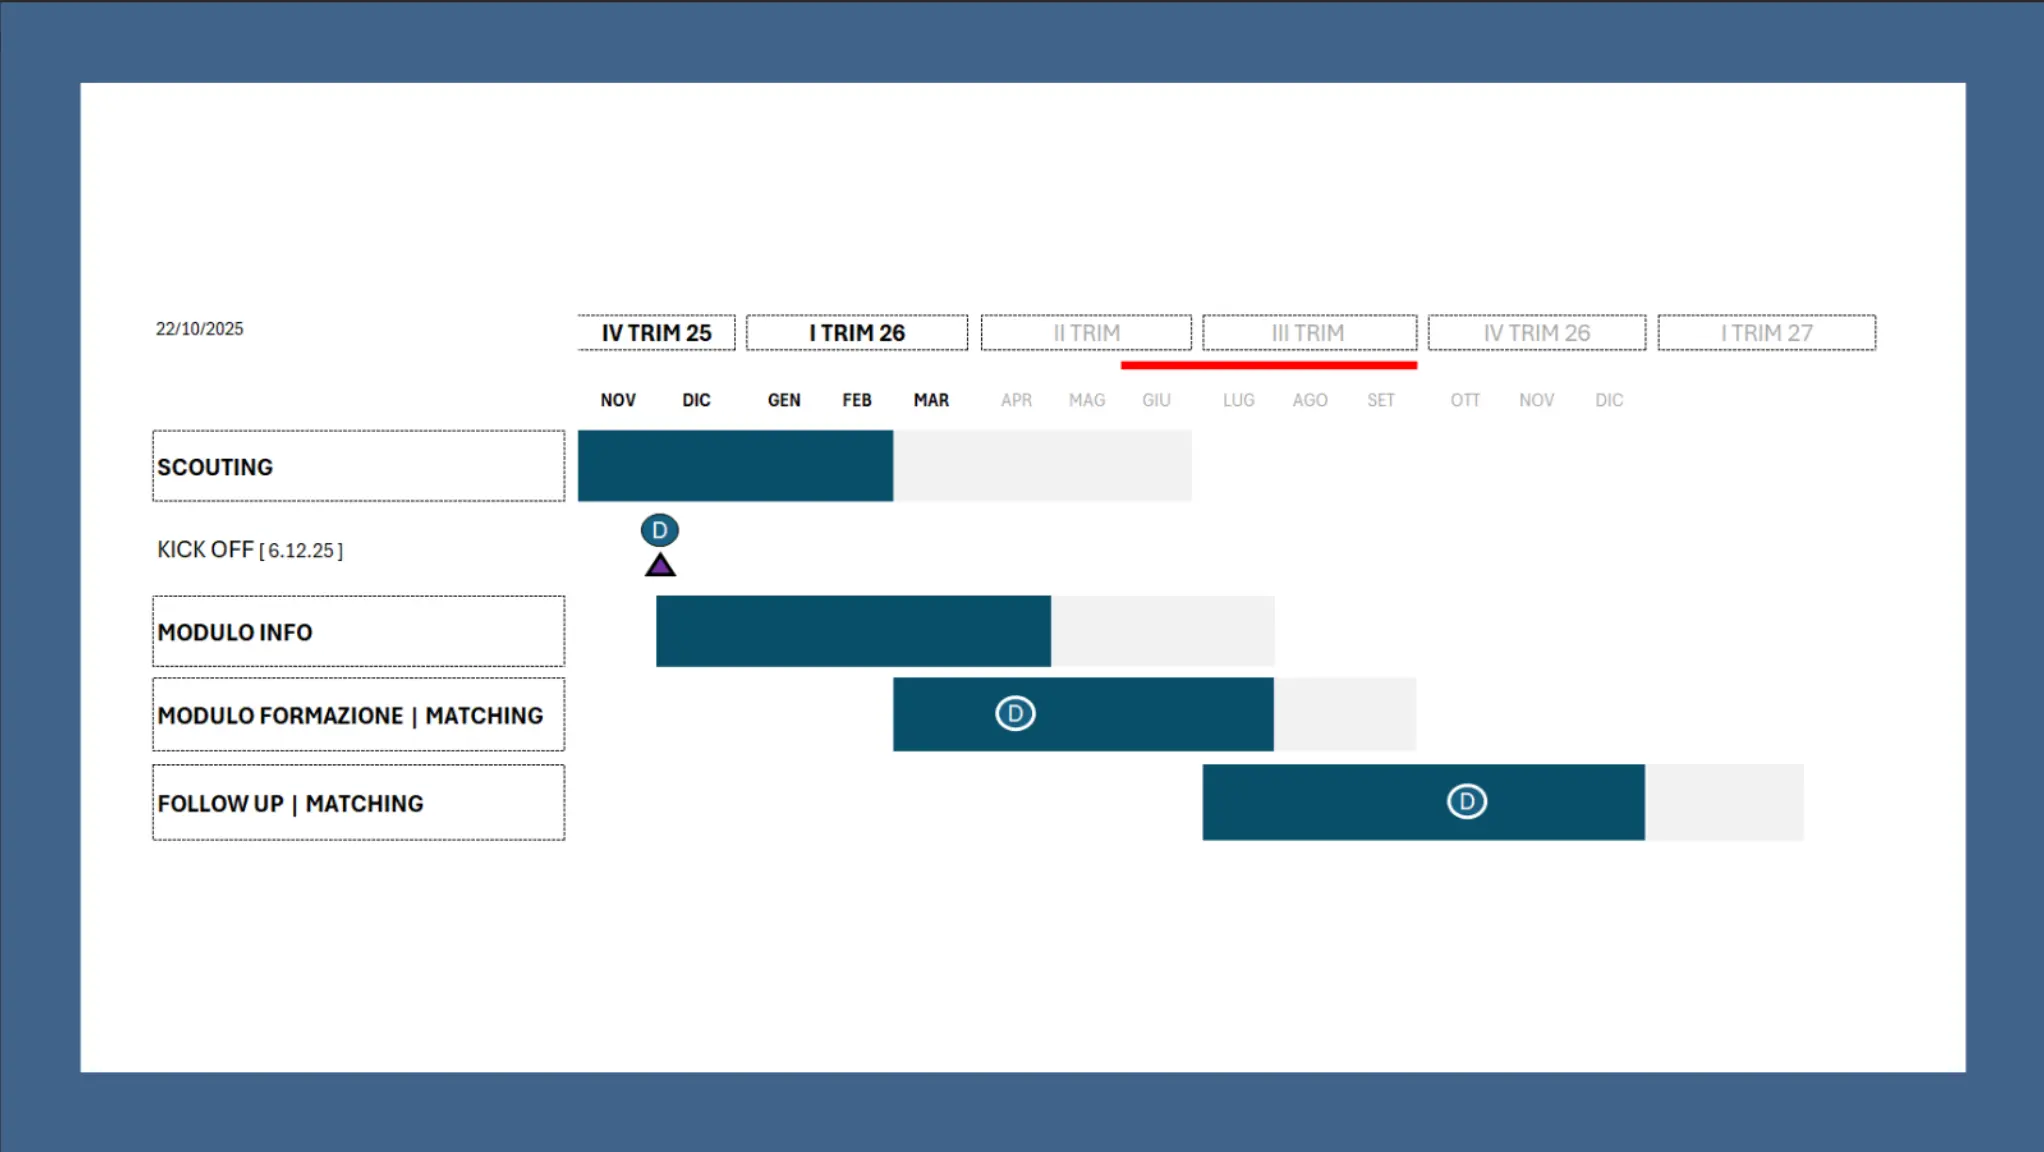 22/10/2025
IV TRIM 25 I TRIM 26 II TRIM III TRIM IV TRIM 26 I TRIM 27
NOV DIC GEN FEB MAR APR MAG GIU LUG AGO SET OTT NOV DIC
SCOUTING
D
KICK OFF [ 6.12.25 ]
MODULO INFO
MODULO FORMAZIONE | MATCHING D
FOLLOW UP | MATCHING D